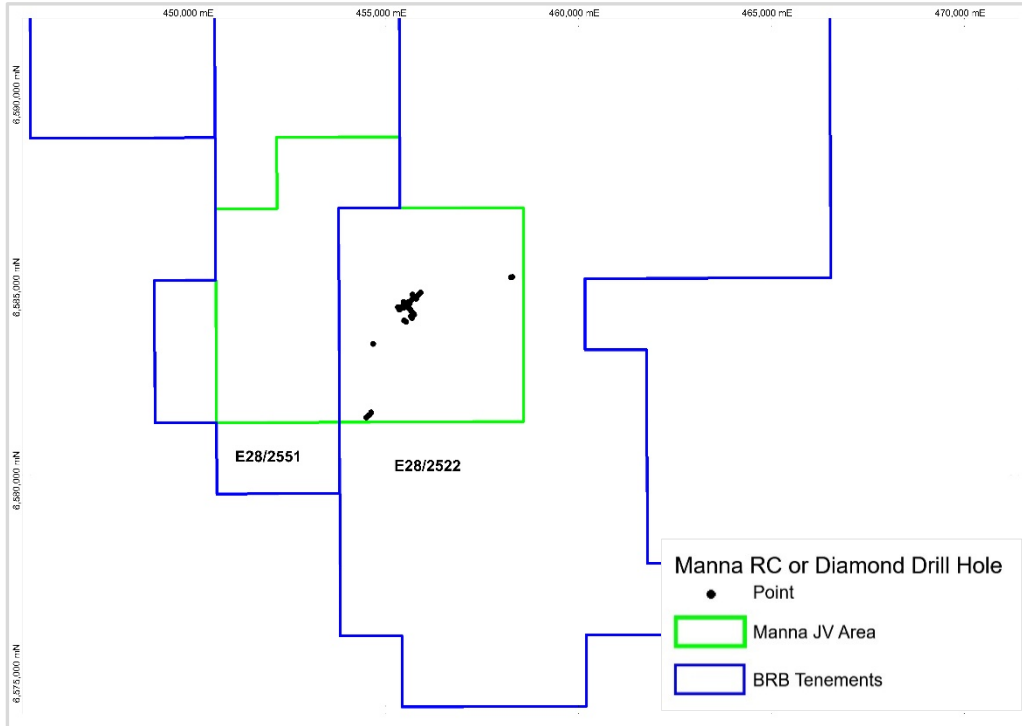 450,000 mE 455,000 mE 460,000 mE 465,000 mE 470,000 mE
6,590,000 mN
6,585,000 mN
6,580,000 mN
6,575,000 mN
E28/2551
E28/2522
Manna RC or Diamond Drill Hole
Point
Manna JV Area
BRB Tenements